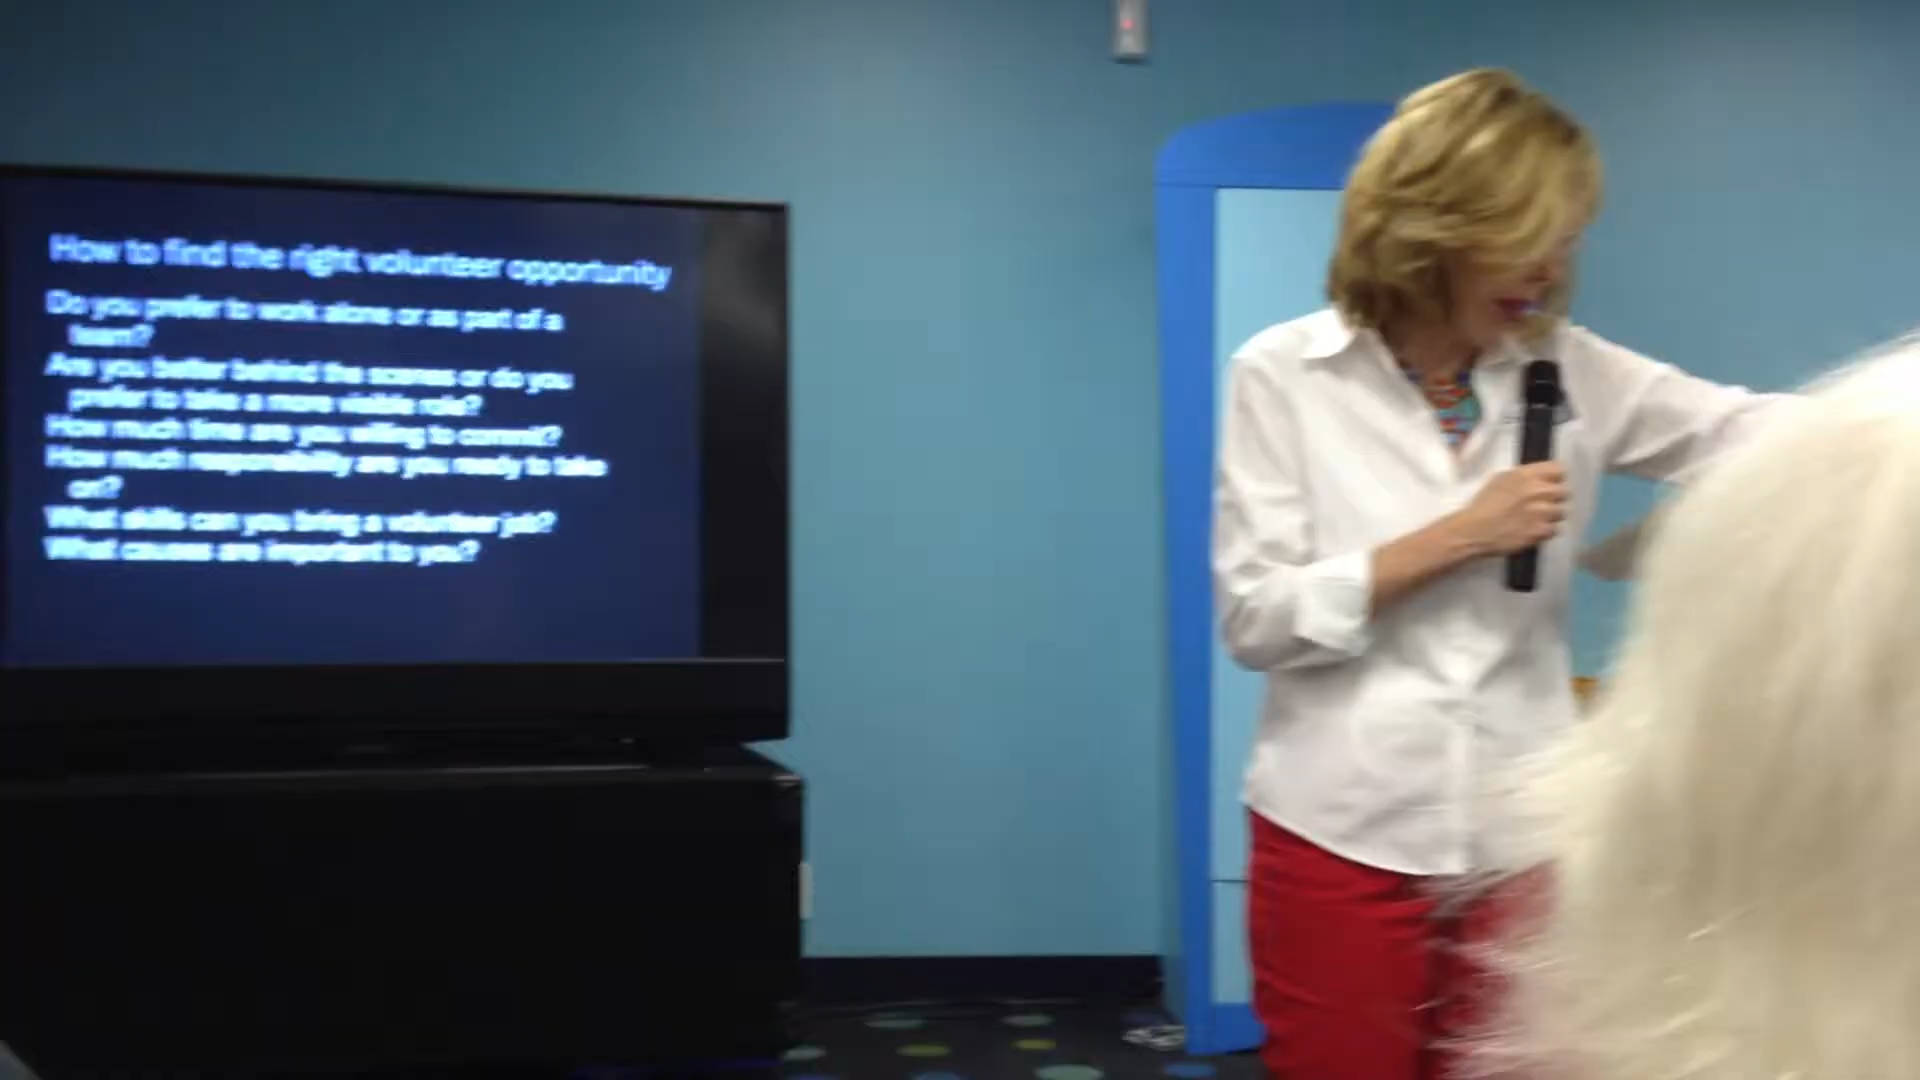 How to find the right volunteer opportunity
Do you prefer to work alone or as part of a
team?
Are you better behind the scenes or do you
prefer to take a more visible role?
How much time are you willing to commit?
How much responsibility are you ready to take
on?
What skills can you bring a volunteer job?
What causes are important to you?